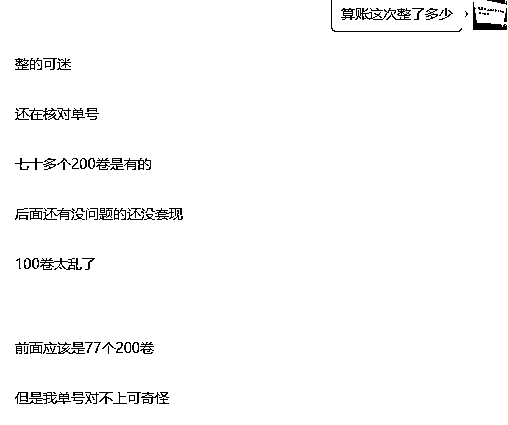 算账这次整了多少
整的可迷
还在核对单号
七十多个200卷是有的
后面还有没问题的还没套现
100卷太乱了
前面应该是77个200卷
但是我单号对不上可奇怪